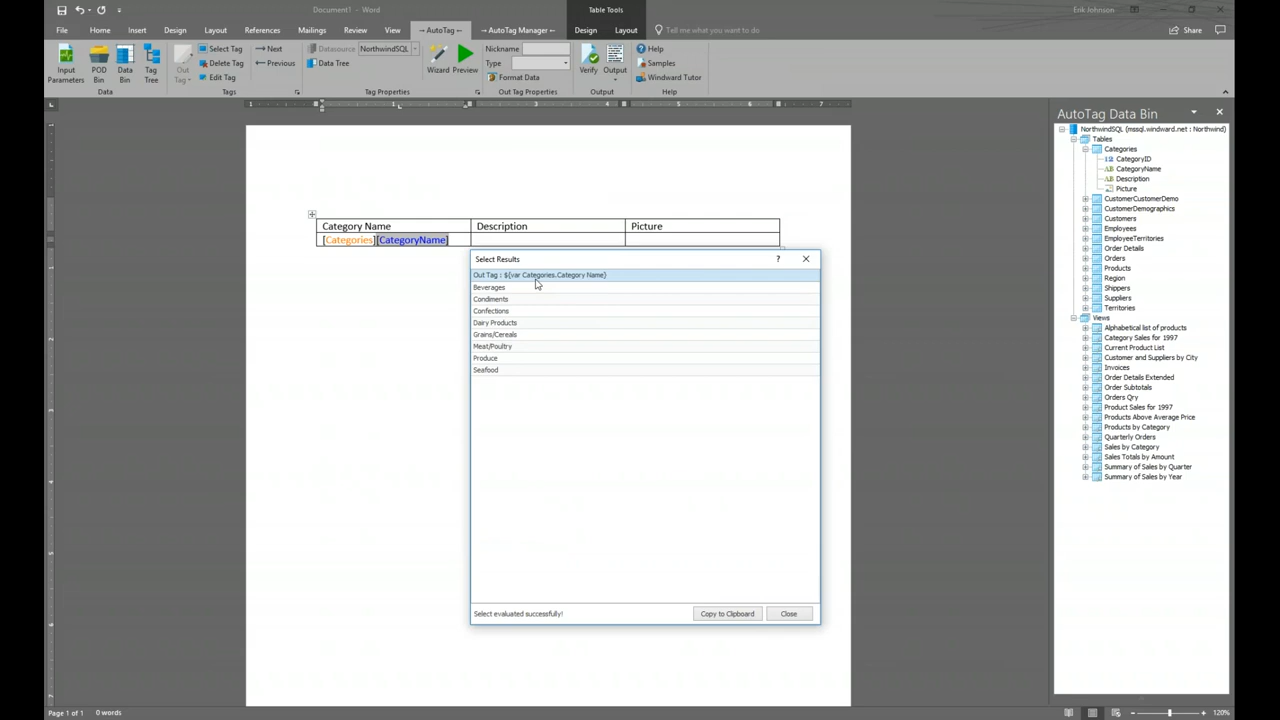 Document1 - Word
Table Tools
Erik Johnson
File
Home
Insert
Design
Layout
References
Mailings
Review
View
→ AutoTag ←
→ AutoTag Manager ←
Design
Layout
Tell me what you want to do
Share
Input Parameters
POD Bin
Data Bin
Tag Tree
Data
Out Tag
Select Tag
Delete Tag
Edit Tag
Tags
Next
Previous
Datasource
NorthwindSQL
Data Tree
Tag Properties
Wizard
Preview
Nickname
Type
Format Data
Out Tag Properties
Verify
Output
Output
Help
Samples
Windward Tutor
Help
Category Name
Description
Picture
[Categories][CategoryName]
Select Results
?
Out Tag : ${var Categories.Category Name}
Beverages
Condiments
Confections
Dairy Products
Grains/Cereals
Meat/Poultry
Produce
Seafood
Select evaluated successfully!
Copy to Clipboard
Close
AutoTag Data Bin
NorthwindSQL (mssql.windward.net : Northwind)
Tables
Categories
CategoryID
CategoryName
Description
Picture
CustomerCustomerDemo
CustomerDemographics
Customers
Employees
EmployeeTerritories
Order Details
Orders
Products
Region
Shippers
Suppliers
Territories
Views
Alphabetical list of products
Category Sales for 1997
Current Product List
Customer and Suppliers by City
Invoices
Order Details Extended
Order Subtotals
Orders Qry
Product Sales for 1997
Products Above Average Price
Products by Category
Quarterly Orders
Sales by Category
Sales Totals by Amount
Summary of Sales by Quarter
Summary of Sales by Year
Page 1 of 1
0 words
120%